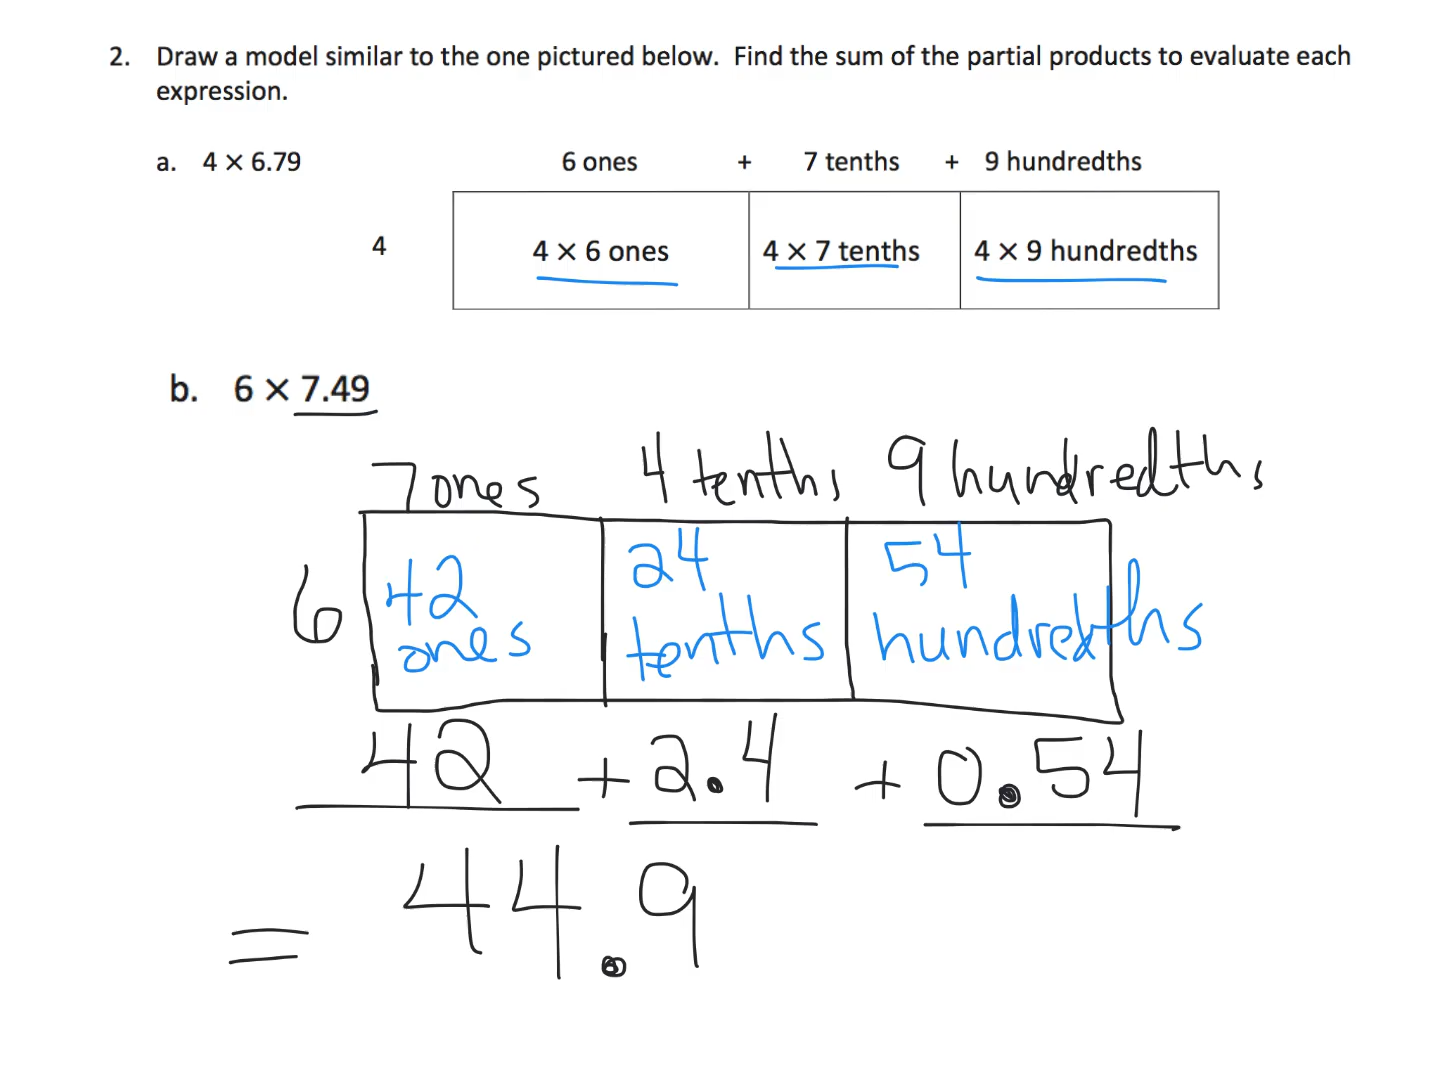 2. Draw a model similar to the one pictured below. Find the sum of the partial products to evaluate each
expression.
a. 4 × 6.79 6 ones + 7 tenths + 9 hundredths
4 4 × 6 ones 4 × 7 tenths 4 × 9 hundredths
b. 6 × 7.49
7 ones 4 tenths 9 hundredths
6 42 24 54
ones tenths hundredths
42 + 2.4 + 0.54
= 44.9